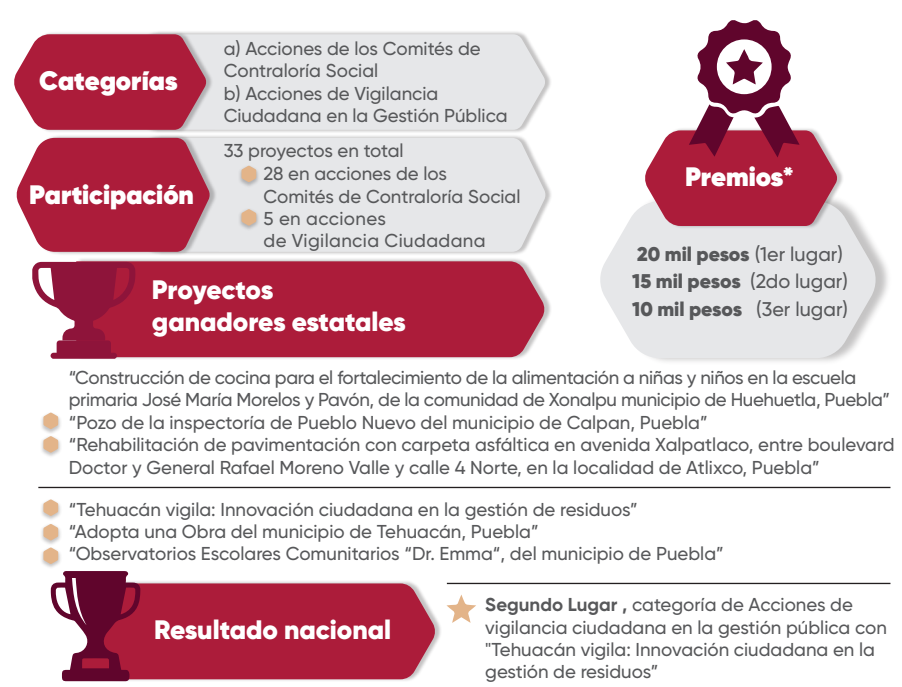 Categorías
a) Acciones de los Comités de
Contraloría Social
b) Acciones de Vigilancia
Ciudadana en la Gestión Pública
Participación
33 proyectos en total
28 en acciones de los
Comités de Contraloría Social
5 en acciones
de Vigilancia Ciudadana
Premios*
20 mil pesos (1er lugar)
15 mil pesos (2do lugar)
10 mil pesos (3er lugar)
Proyectos
ganadores estatales
“Construcción de cocina para el fortalecimiento de la alimentación a niñas y niños en la escuela
primaria José María Morelos y Pavón, de la comunidad de Xonalpu municipio de Huehuetla, Puebla”
“Pozo de la inspectoría de Pueblo Nuevo del municipio de Calpan, Puebla”
“Rehabilitación de pavimentación con carpeta asfáltica en avenida Xalpatlaco, entre boulevard
Doctor y General Rafael Moreno Valle y calle 4 Norte, en la localidad de Atlixco, Puebla”
“Tehuacán vigila: Innovación ciudadana en la gestión de residuos”
“Adopta una Obra del municipio de Tehuacán, Puebla”
“Observatorios Escolares Comunitarios “Dr. Emma“, del municipio de Puebla”
Resultado nacional
Segundo Lugar , categoría de Acciones de
vigilancia ciudadana en la gestión pública con
"Tehuacán vigila: Innovación ciudadana en la
gestión de residuos”